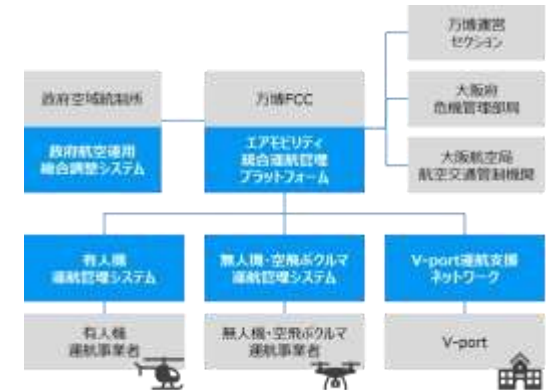 万博運営
セクション
政府空域統制所
万博FCC
大阪府
危機管理部局
政府航空運用
総合調整システム
エアモビリティ
統合運航管理
プラットフォーム
大阪航空局
航空交通管制機関
有人機
運航管理システム
無人機・空飛ぶクルマ
運航管理システム
V-port運航支援
ネットワーク
有人機
運航事業者
無人機・空飛ぶクルマ
運航事業者
V-port